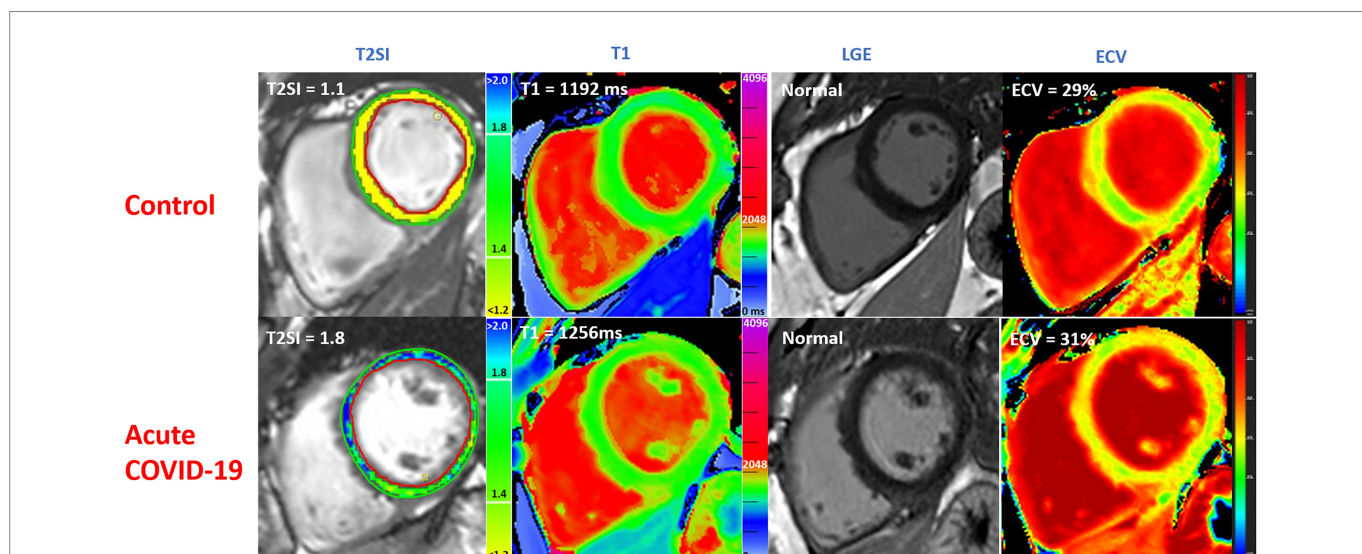 T2SI
T1
LGE
ECV
Control
T2SI = 1.1
>2.0
1.8
1.4
<1.2
T1 = 1192 ms
4096
2048
0 ms
Normal
ECV = 29%
Acute
COVID-19
T2SI = 1.8
>2.0
1.8
1.4
T1 = 1256ms
4096
2048
Normal
ECV = 31%